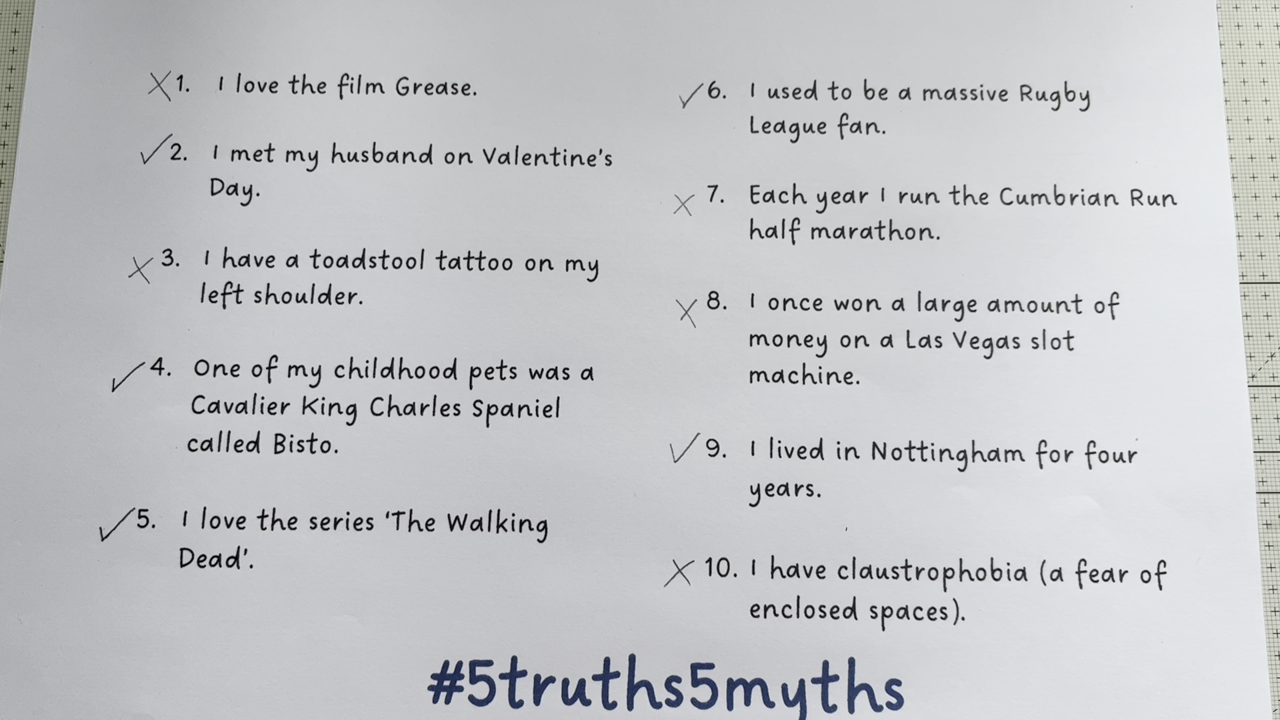 1. I love the film Grease.
2. I met my husband on Valentine's
Day.
3. I have a toadstool tattoo on my
left shoulder.
4. One of my childhood pets was a
Cavalier King Charles Spaniel
called Bisto.
5. I love the series 'The Walking
Dead'.
6. I used to be a massive Rugby
League fan.
7. Each year I run the Cumbrian Run
half marathon.
8. I once won a large amount of
money on a Las Vegas slot
machine.
9. I lived in Nottingham for four
years.
10. I have claustrophobia (a fear of
enclosed spaces).
#5truths5myths